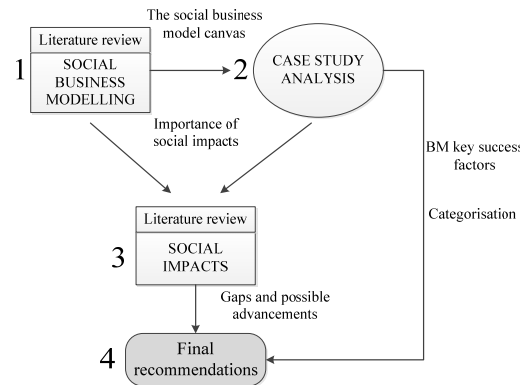 The social business
model canvas
Literature review
1
SOCIAL
BUSINESS
MODELLING
2
CASE STUDY
ANALYSIS
Importance of
social impacts
BM key success
factors
Categorisation
Literature review
3
SOCIAL
IMPACTS
Gaps and possible
advancements
4
Final
recommendations